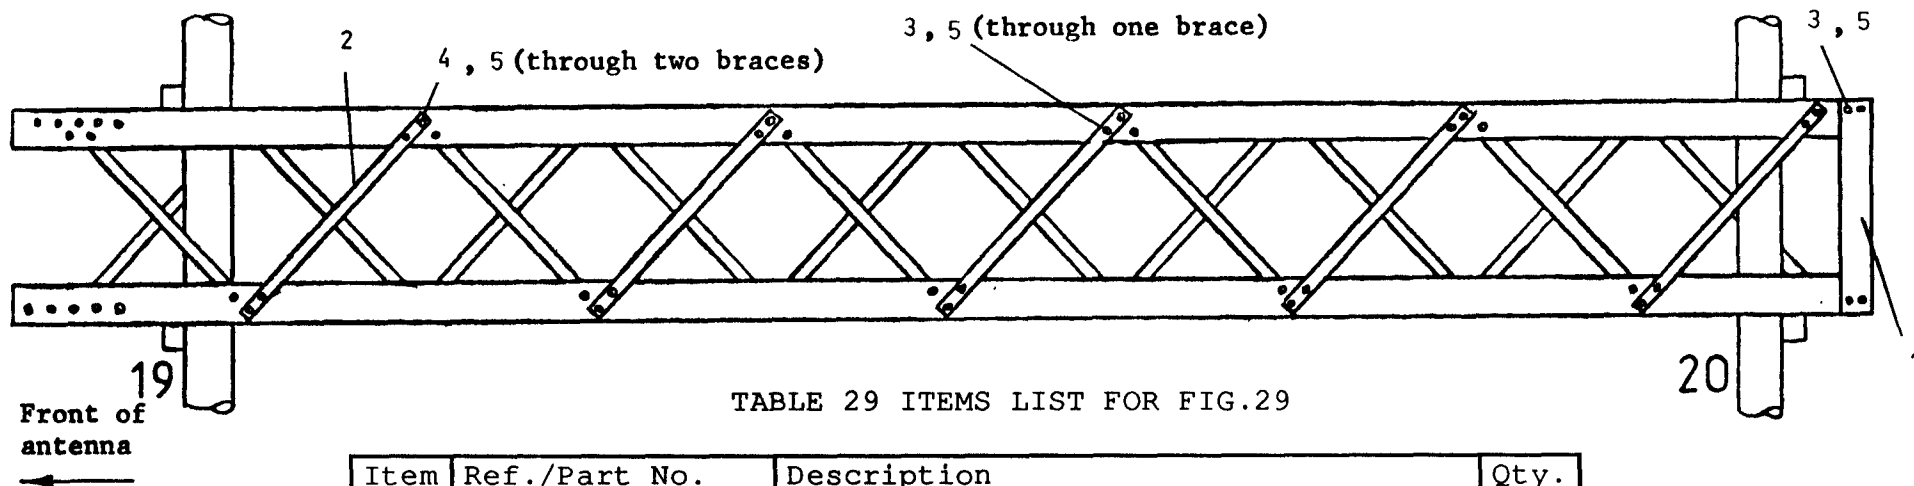 2
4 , 5 (through two braces)
3 , 5 (through one brace)
3 , 5
19
20
Front of
antenna
TABLE 29 ITEMS LIST FOR FIG.29
Item Ref./Part No. Description Qty.